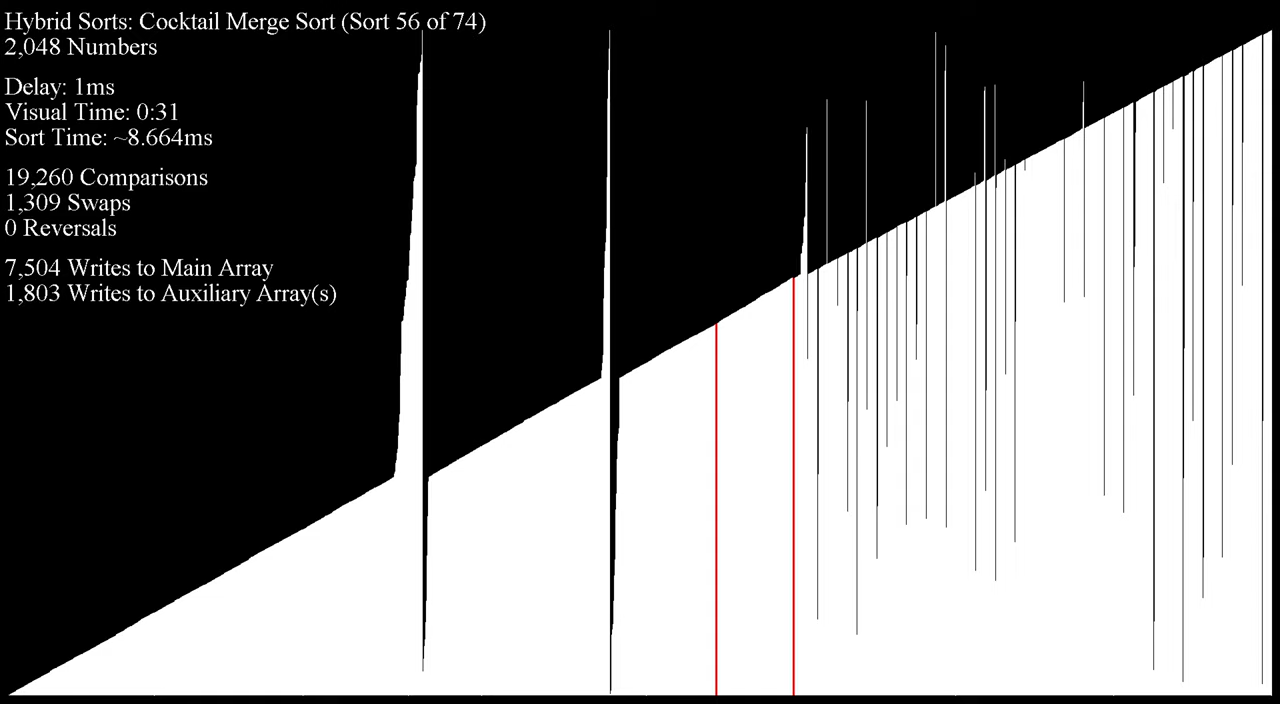 Hybrid Sorts: Cocktail Merge Sort (Sort 56 of 74)
2,048 Numbers
Delay: 1ms
Visual Time: 0:31
Sort Time: ~8.664ms
19,260 Comparisons
1,309 Swaps
0 Reversals
7,504 Writes to Main Array
1,803 Writes to Auxiliary Array(s)